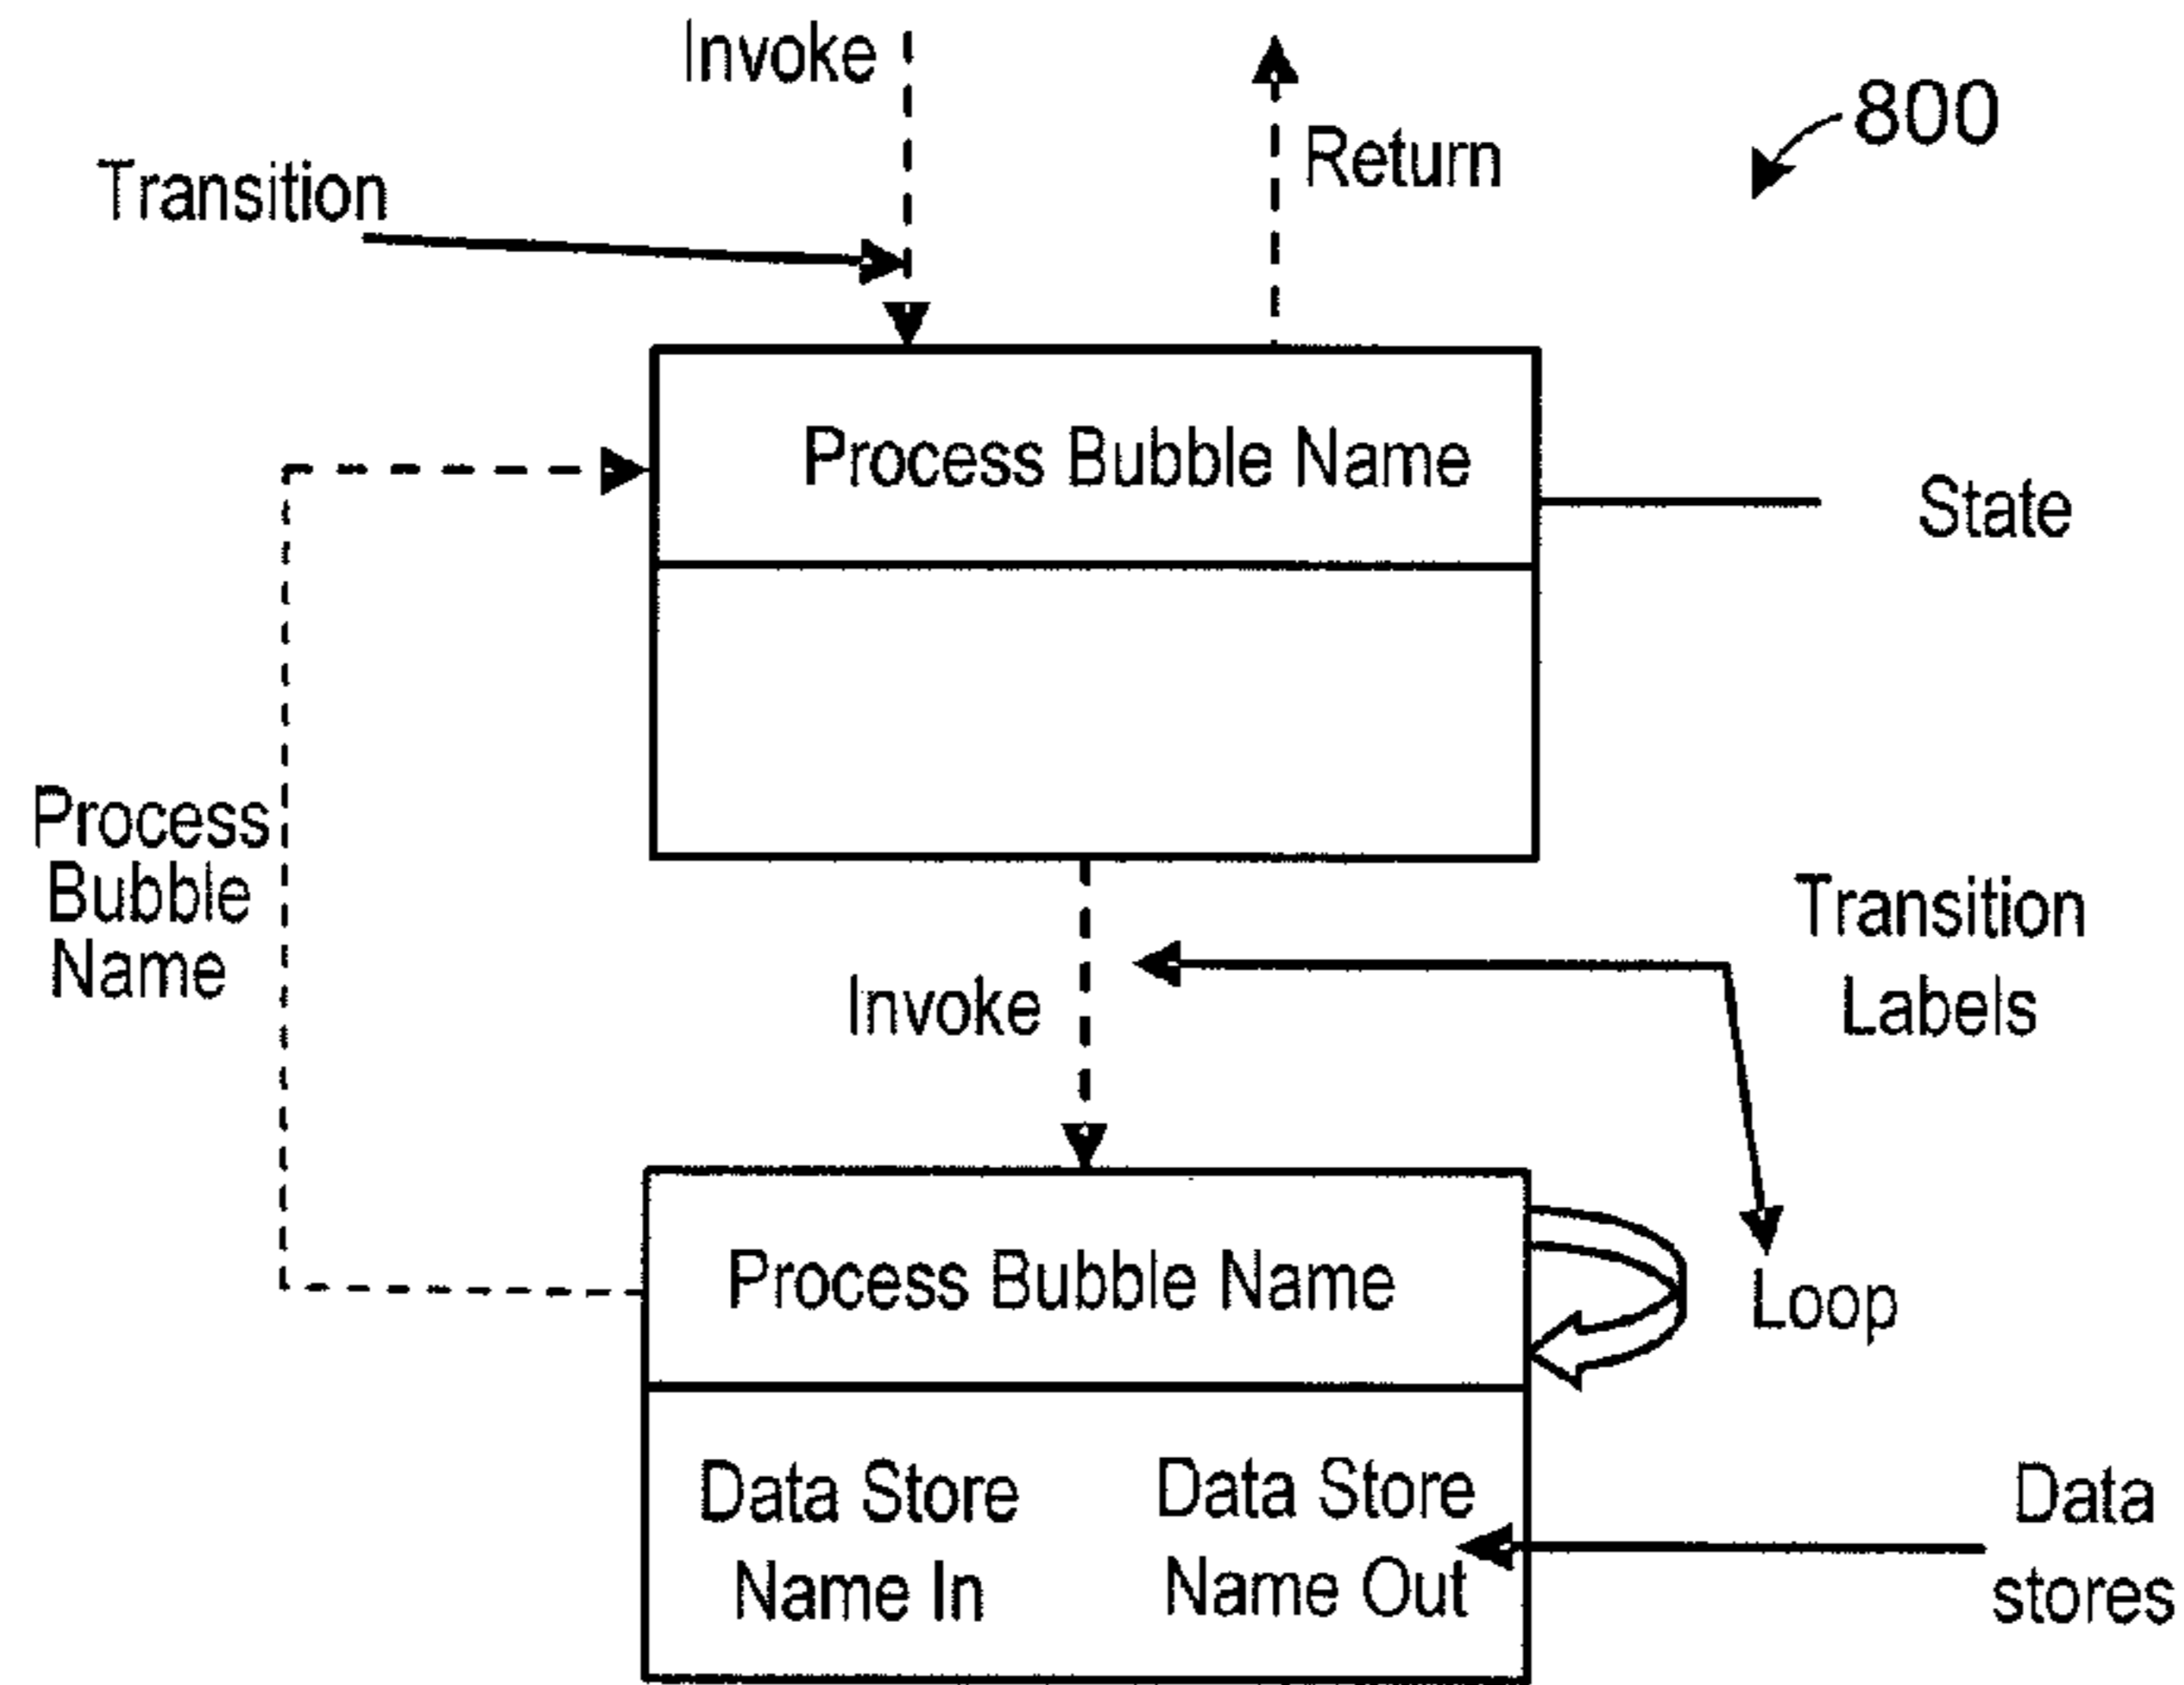 Invoke
Return
800
Transition
Process Bubble Name
State
Process
Bubble
Name
Invoke
Transition
Labels
Process Bubble Name
Loop
Data Store
Name In
Data Store
Name Out
Data
stores